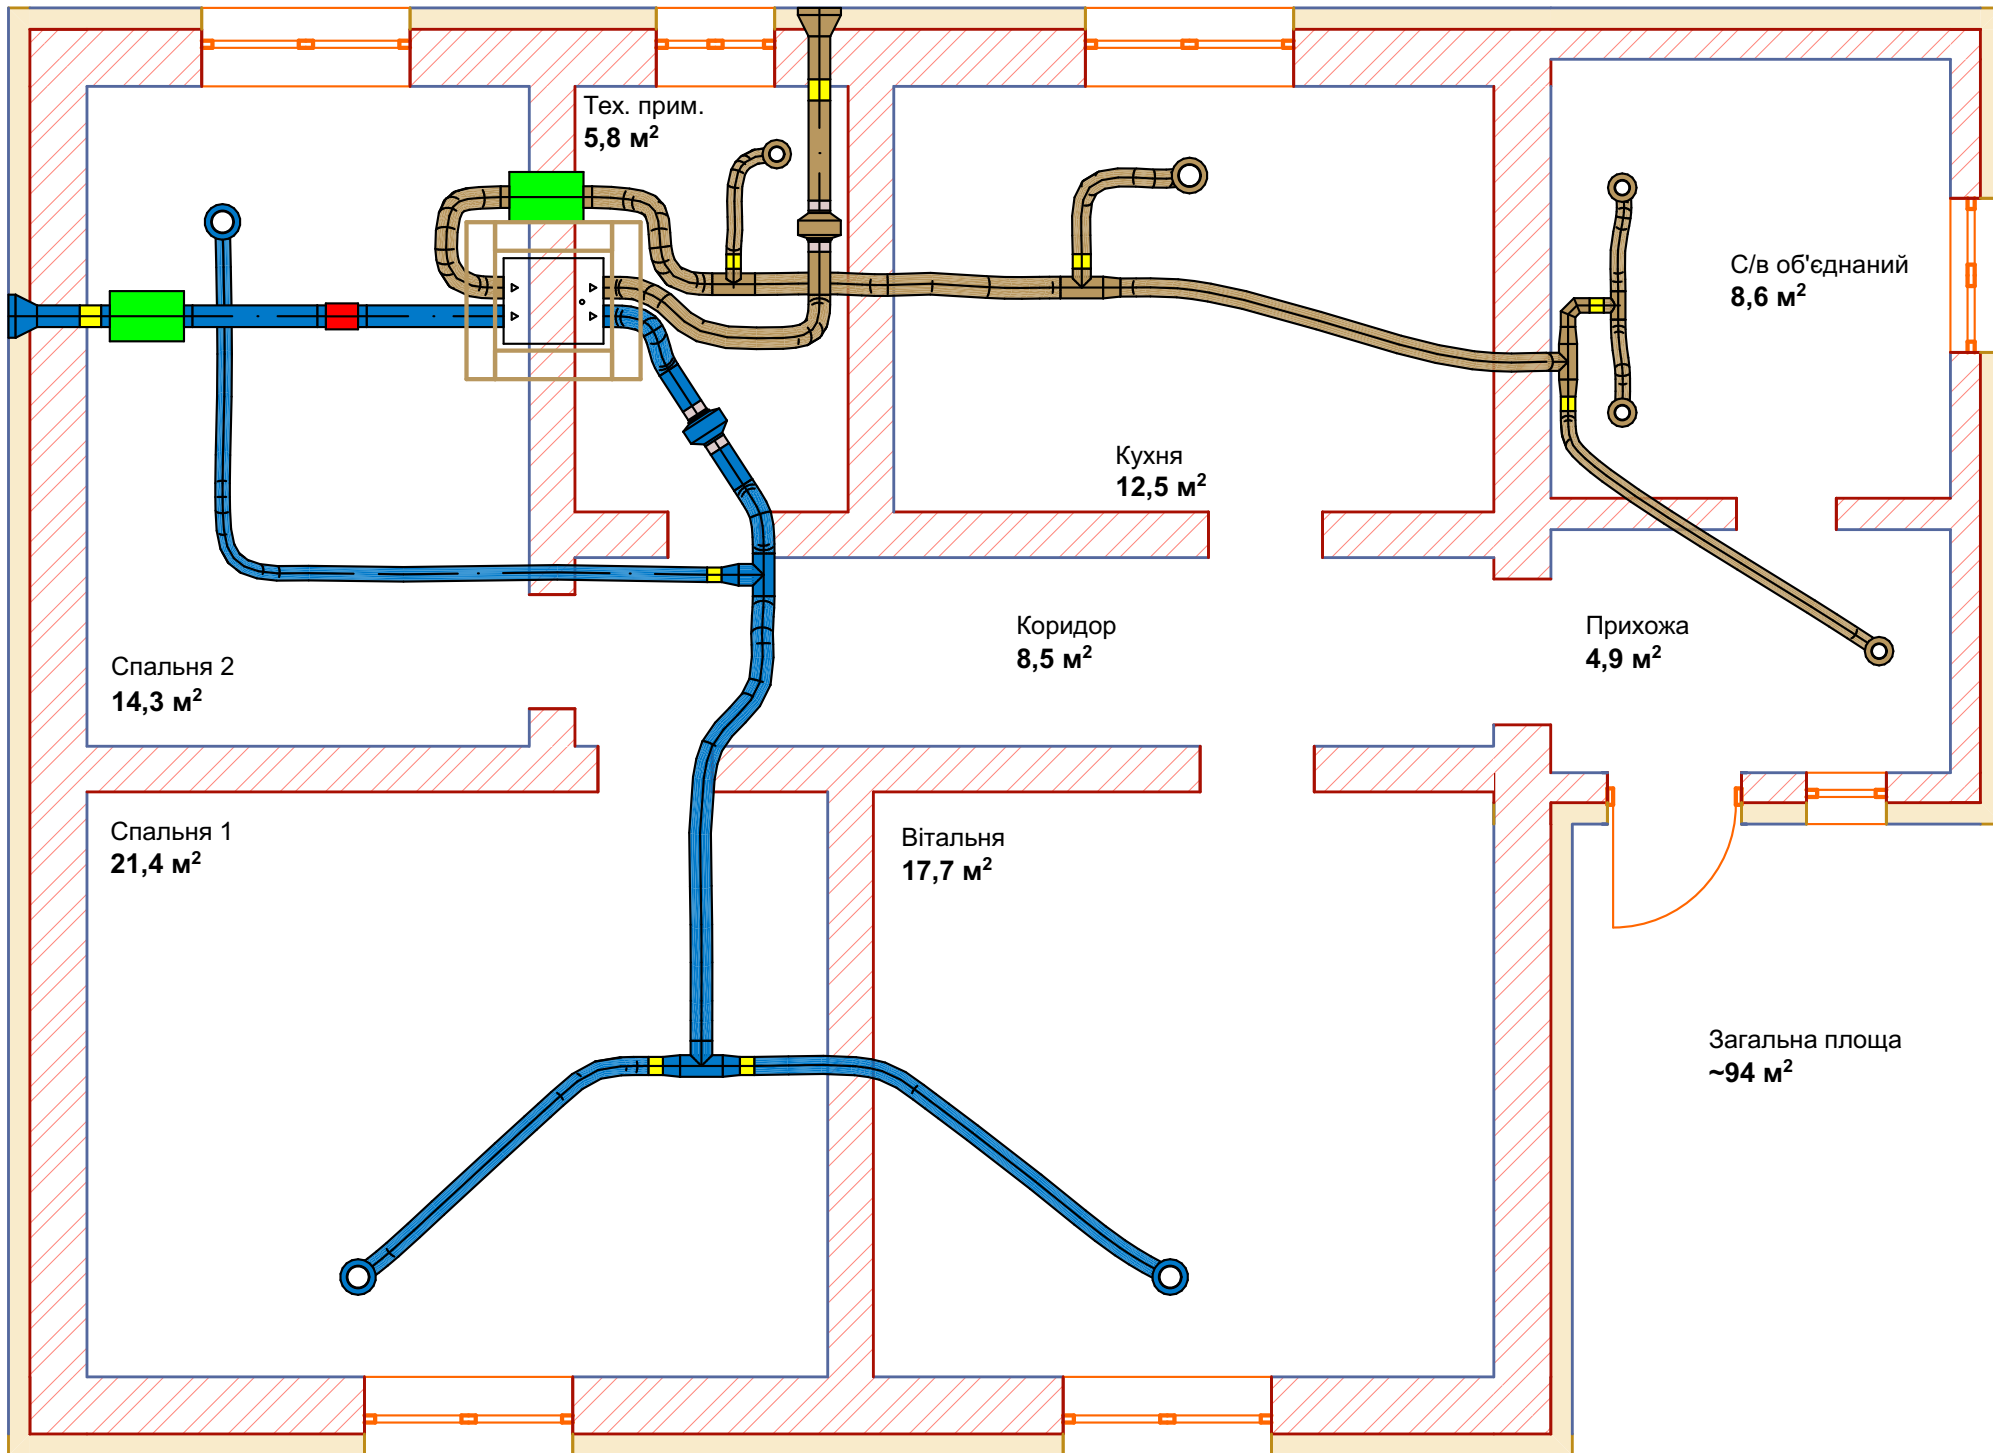 Тех. прим.
5,8 м²
С/в об'єднаний
8,6 м²
Кухня
12,5 м²
Коридор
8,5 м²
Прихожа
4,9 м²
Спальня 2
14,3 м²
Спальня 1
21,4 м²
Вітальня
17,7 м²
Загальна площа
~94 м²